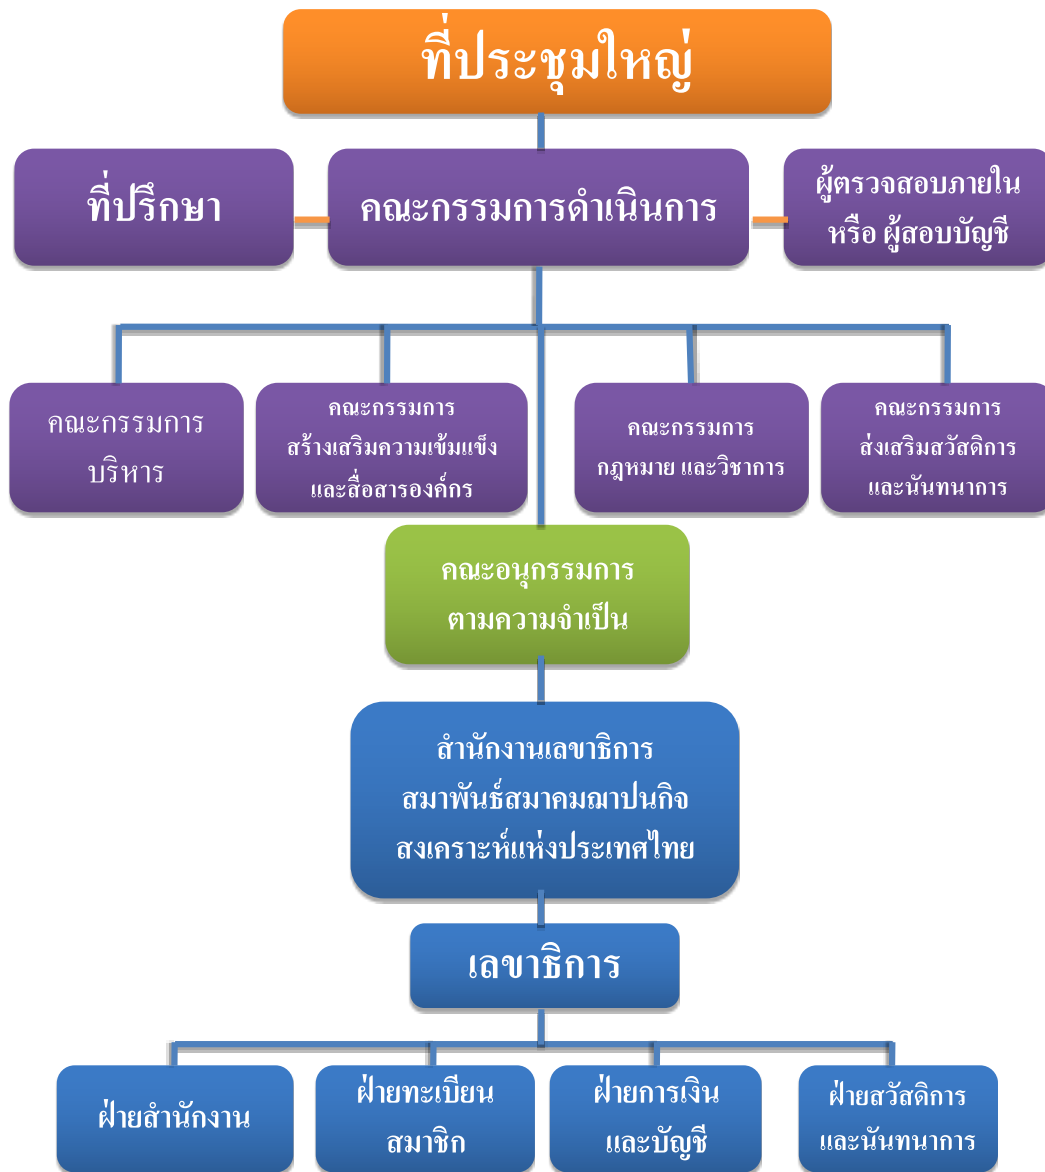 ที่ประชุมใหญ่
ที่ปรึกษา
คณะกรรมการดำเนินการ
ผู้ตรวจสอบภายใน
หรือ ผู้สอบบัญชี
คณะกรรมการ
บริหาร
คณะกรรมการ
สร้างเสริมความเข้มแข็ง
และสื่อสารองค์กร
คณะกรรมการ
กฎหมาย และวิชาการ
คณะกรรมการ
ส่งเสริมสวัสดิการ
และนันทนาการ
คณะอนุกรรมการ
ตามความจำเป็น
สำนักงานเลขาธิการ
สมาพันธ์สมาคมฌาปนกิจ
สงเคราะห์แห่งประเทศไทย
เลขาธิการ
ฝ่ายสำนักงาน
ฝ่ายทะเบียน
สมาชิก
ฝ่ายการเงิน
และบัญชี
ฝ่ายสวัสดิการ
และนันทนาการ